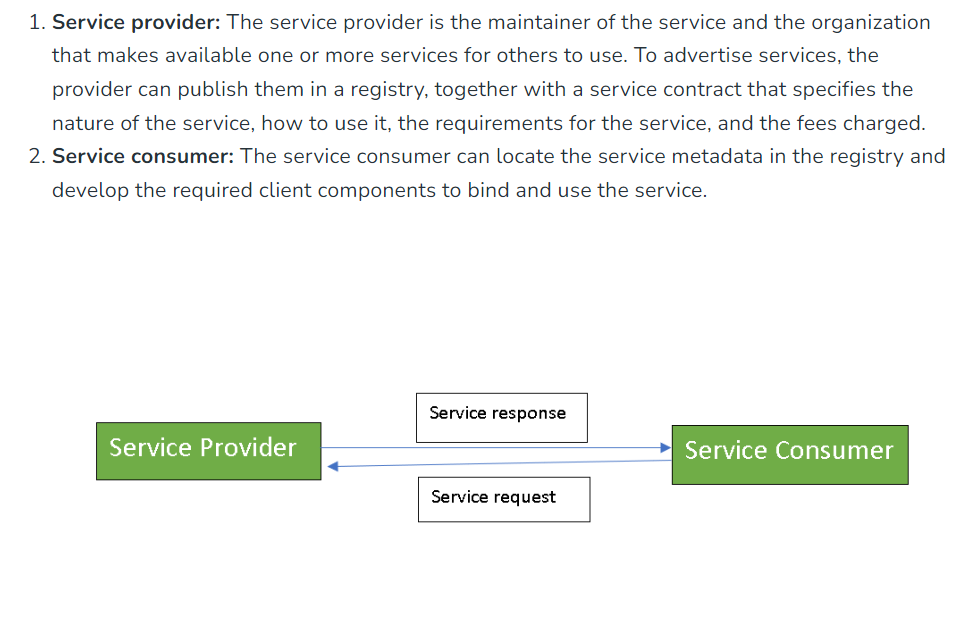 1. Service provider: The service provider is the maintainer of the service and the organization
that makes available one or more services for others to use. To advertise services, the
provider can publish them in a registry, together with a service contract that specifies the
nature of the service, how to use it, the requirements for the service, and the fees charged.
2. Service consumer: The service consumer can locate the service metadata in the registry and
develop the required client components to bind and use the service.
Service response
Service Provider
Service Consumer
Service request